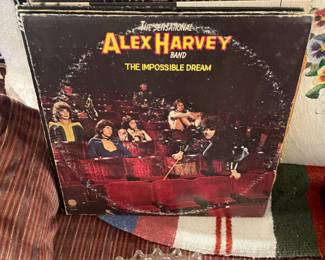 THE SENSATIONAL
ALEX HARVEY
BAND
THE IMPOSSIBLE DREAM